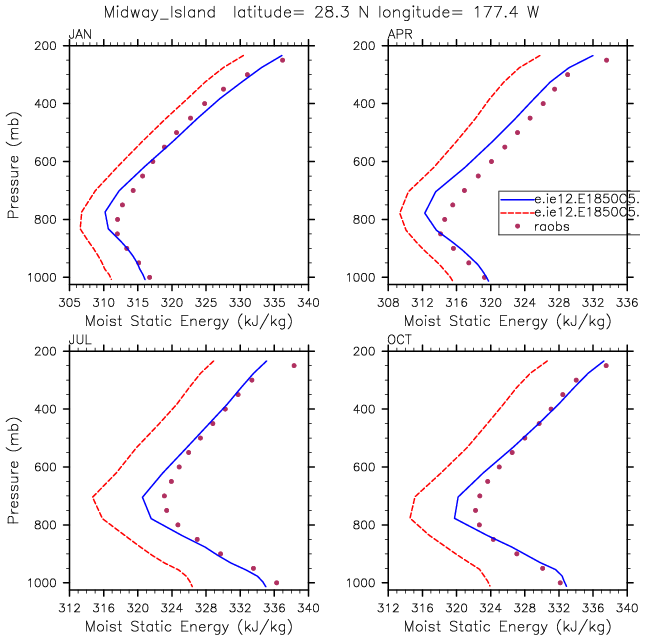 Midway_Island latitude= 28.3 N longitude= 177.4 W
JAN
200
400
600
800
1000
Pressure (mb)
305 310 315 320 325 330 335 340
Moist Static Energy (kJ/kg)
APR
200
400
600
800
1000
e.ie12.E1850C5.
e.ie12.E1850C5.
raobs
308 312 316 320 324 328 332 336
Moist Static Energy (kJ/kg)
JUL
200
400
600
800
1000
Pressure (mb)
312 316 320 324 328 332 336 340
Moist Static Energy (kJ/kg)
OCT
200
400
600
800
1000
312 316 320 324 328 332 336 340
Moist Static Energy (kJ/kg)